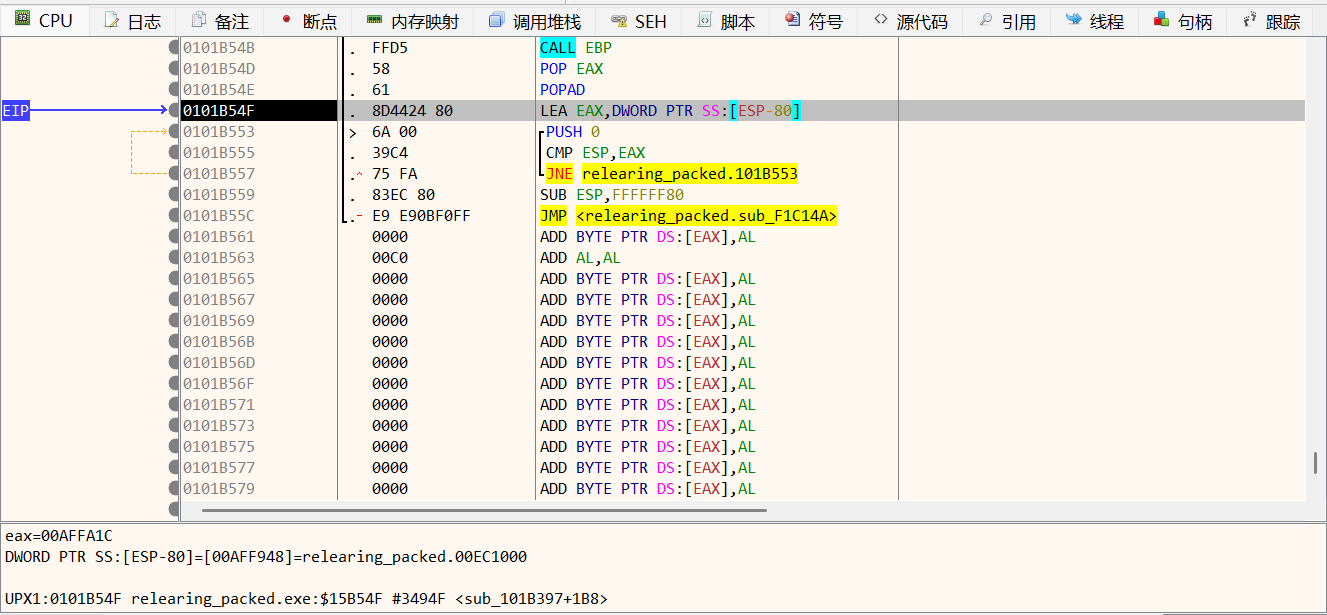 CPU 日志 备注 断点 内存映射 调用堆栈 SEH 脚本 符号 源代码 引用 线程 句柄 跟踪
0101B54B . FFD5 CALL EBP
0101B54D . 58 POP EAX
0101B54E . 61 POPAD
EIP 0101B54F . 8D4424 80 LEA EAX,DWORD PTR SS:[ESP-80]
0101B553 > 6A 00 PUSH 0
0101B555 . 39C4 CMP ESP,EAX
0101B557 .^ 75 FA JNE relearing_packed.101B553
0101B559 . 83EC 80 SUB ESP,FFFFFF80
0101B55C .- E9 E90BF0FF JMP <relearing_packed.sub_F1C14A>
0101B561 0000 ADD BYTE PTR DS:[EAX],AL
0101B563 00C0 ADD AL,AL
0101B565 0000 ADD BYTE PTR DS:[EAX],AL
0101B567 0000 ADD BYTE PTR DS:[EAX],AL
0101B569 0000 ADD BYTE PTR DS:[EAX],AL
0101B56B 0000 ADD BYTE PTR DS:[EAX],AL
0101B56D 0000 ADD BYTE PTR DS:[EAX],AL
0101B56F 0000 ADD BYTE PTR DS:[EAX],AL
0101B571 0000 ADD BYTE PTR DS:[EAX],AL
0101B573 0000 ADD BYTE PTR DS:[EAX],AL
0101B575 0000 ADD BYTE PTR DS:[EAX],AL
0101B577 0000 ADD BYTE PTR DS:[EAX],AL
0101B579 0000 ADD BYTE PTR DS:[EAX],AL
eax=00AFFA1C
DWORD PTR SS:[ESP-80]=[00AFF948]=relearing_packed.00EC1000
UPX1:0101B54F relearing_packed.exe:$15B54F #3494F <sub_101B397+1B8>